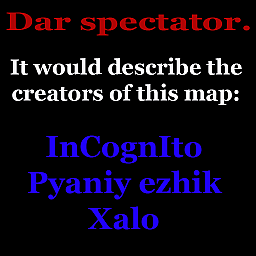 Dar spectator.
It would describe the
creators of this map:
InCognIto
Pyaniy ezhik
Xalo